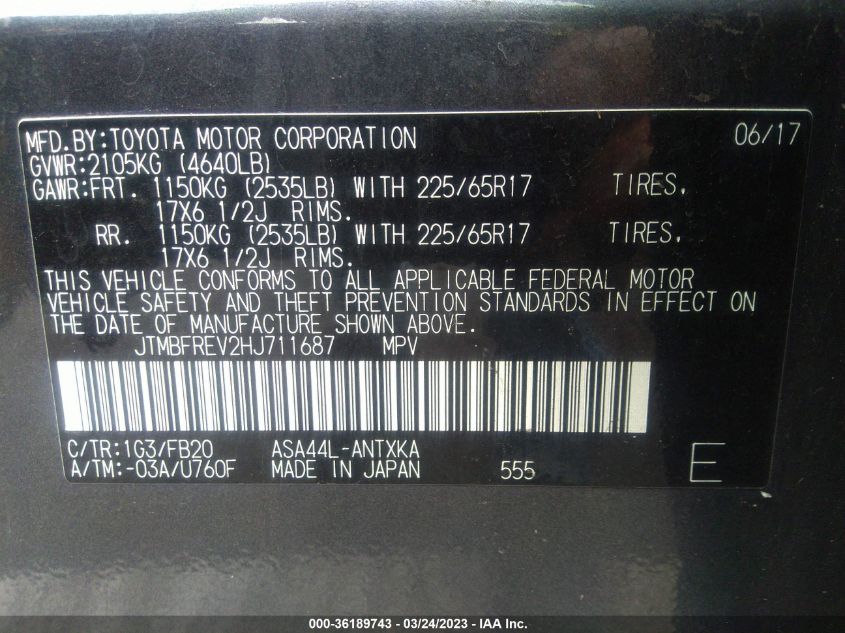 MFD.BY:TOYOTA MOTOR CORPORATION 06/17
GVWR:2105KG (4640LB)
GAWR:FRT. 1150KG (2535LB) WITH 225/65R17 TIRES.
17X6 1/2J RIMS.
RR. 1150KG (2535LB) WITH 225/65R17 TIRES.
17X6 1/2J RIMS.
THIS VEHICLE CONFORMS TO ALL APPLICABLE FEDERAL MOTOR
VEHICLE SAFETY AND THEFT PREVENTION STANDARDS IN EFFECT ON
THE DATE OF MANUFACTURE SHOWN ABOVE.
JTMBFREV2HJ711687 MPV
C/TR:1G3/FB20 ASA44L-ANTXKA
A/TM:-03A/U760F MADE IN JAPAN 555 E
000-36189743 - 03/24/2023 - IAA Inc.